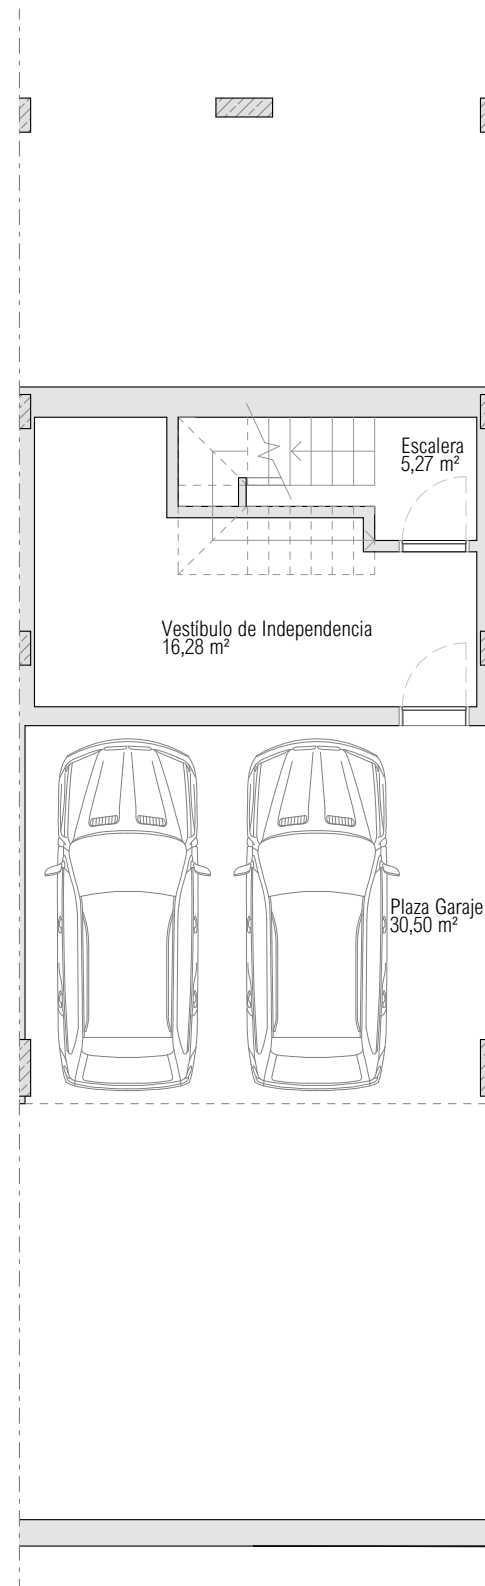 Escalera
5,27 m²
Vestíbulo de Independencia
16,28 m²
Plaza Garaje
30,50 m²